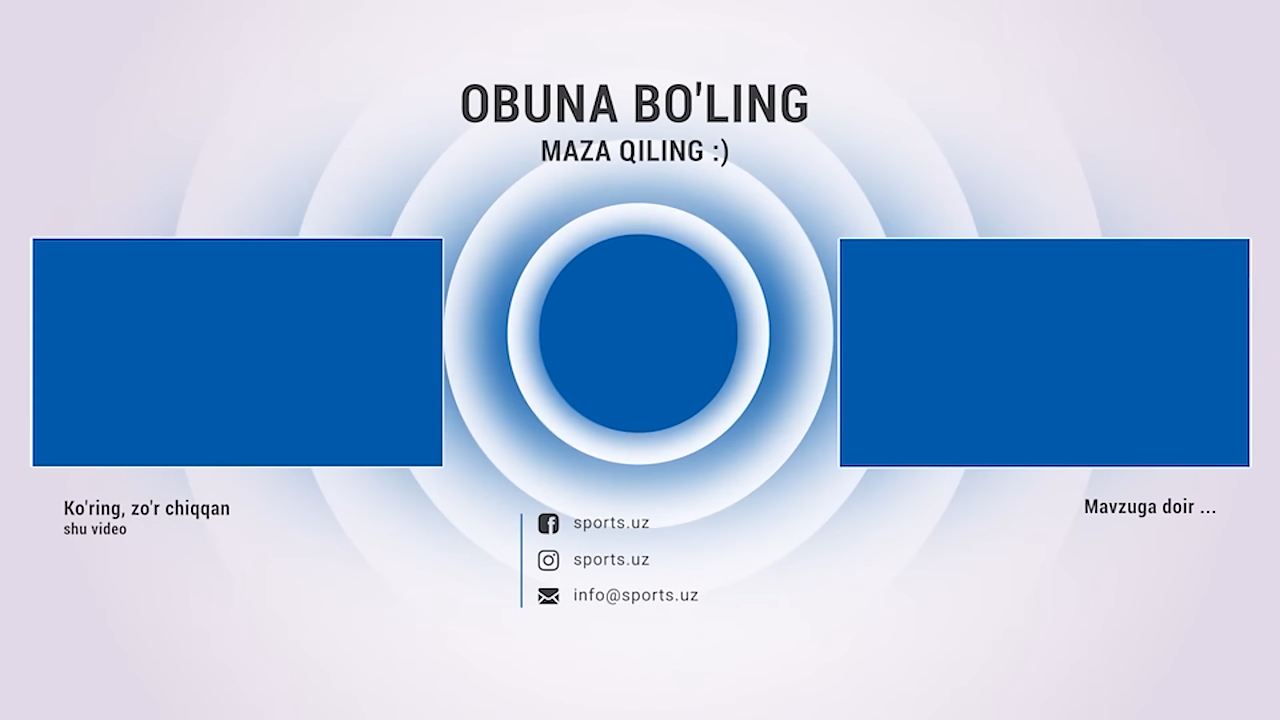 OBUNA BO'LING
MAZA QILING :)
Ko'ring, zo'r chiqqan
shu video
Mavzuga doir ...
sports.uz
sports.uz
info@sports.uz